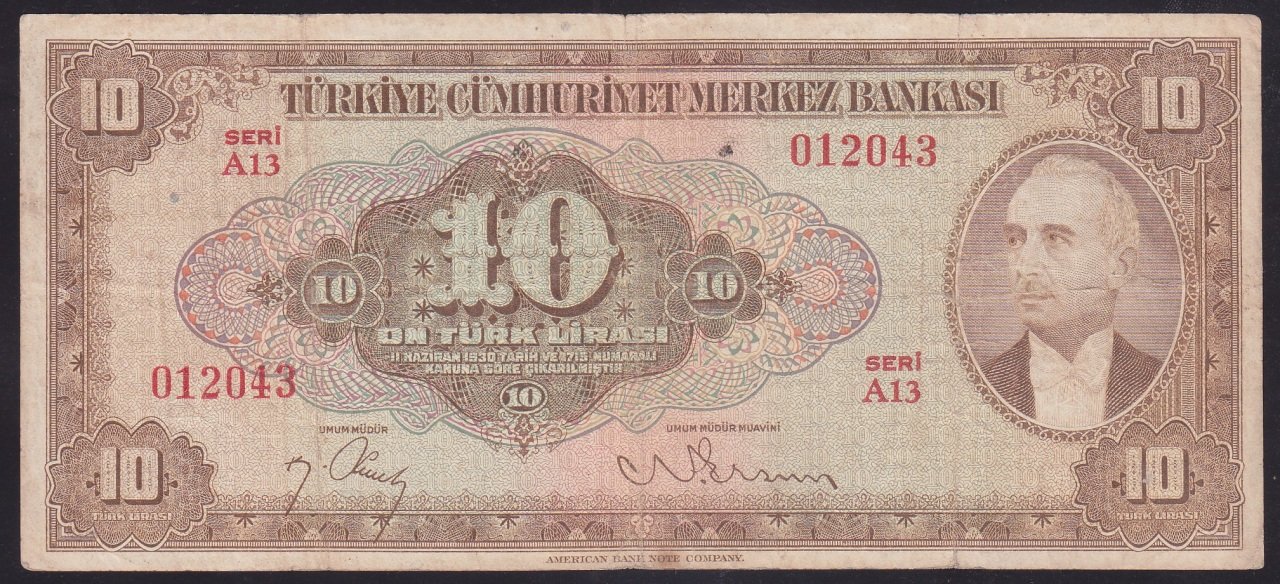 10
10
TÜRKİYE CÜMHURİYET MERKEZ BANKASI
SERİ
A13
012043
10
10
10
ON TÜRK LİRASI
11 HAZİRAN 1930 TARİH VE 1715 NUMARALI
KANUNA GÖRE ÇIKARILMIŞTIR
10
012043
SERİ
A13
UMUM MÜDÜR
UMUM MÜDÜR MUAVİNİ
10
TÜRK LİRASI
10
TÜRK LİRASI
AMERICAN BANK NOTE COMPANY.